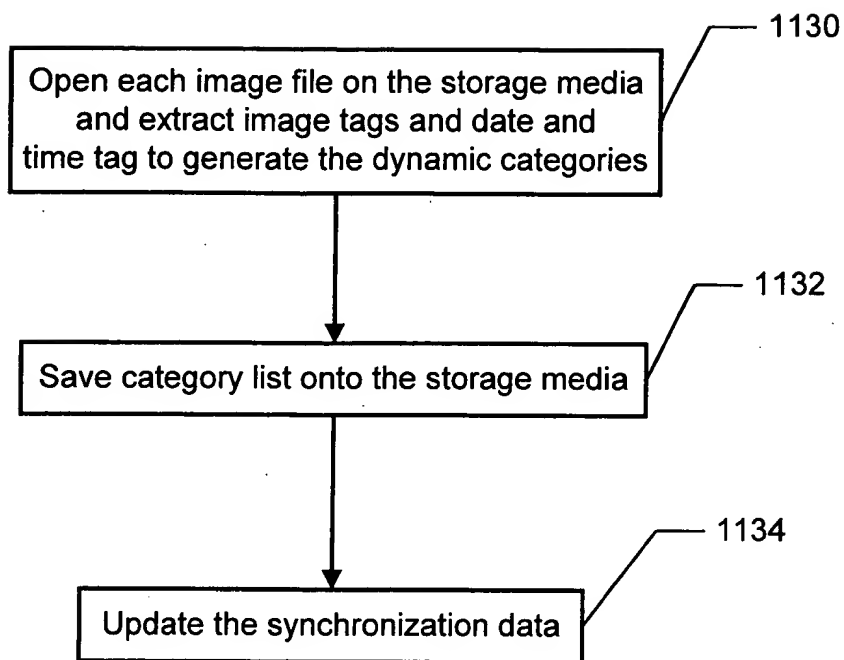 1130
Open each image file on the storage media
and extract image tags and date and
time tag to generate the dynamic categories
1132
Save category list onto the storage media
1134
Update the synchronization data